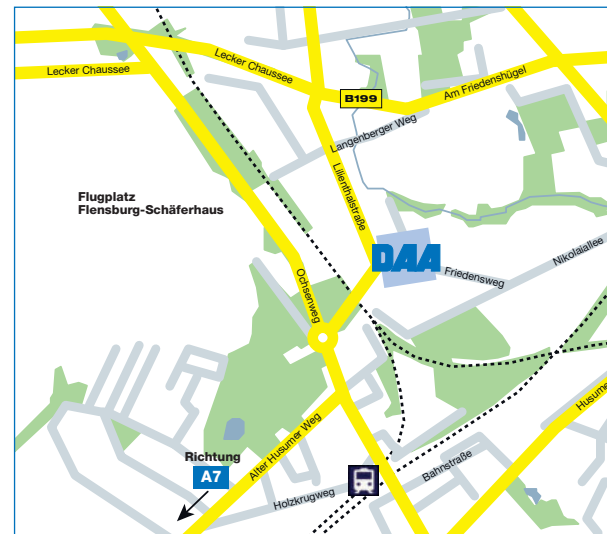 Lecker Chaussee
Lecker Chaussee
B199
Am Friedenshügel
Langenberger Weg
Lilienthalstraße
Flugplatz
Flensburg-Schäferhaus
DAA
Friedensweg
Nikolaiallee
Ochsenweg
Husume
Alter Husumer Weg
Richtung
A7
Holzkrugweg
Bahnstraße